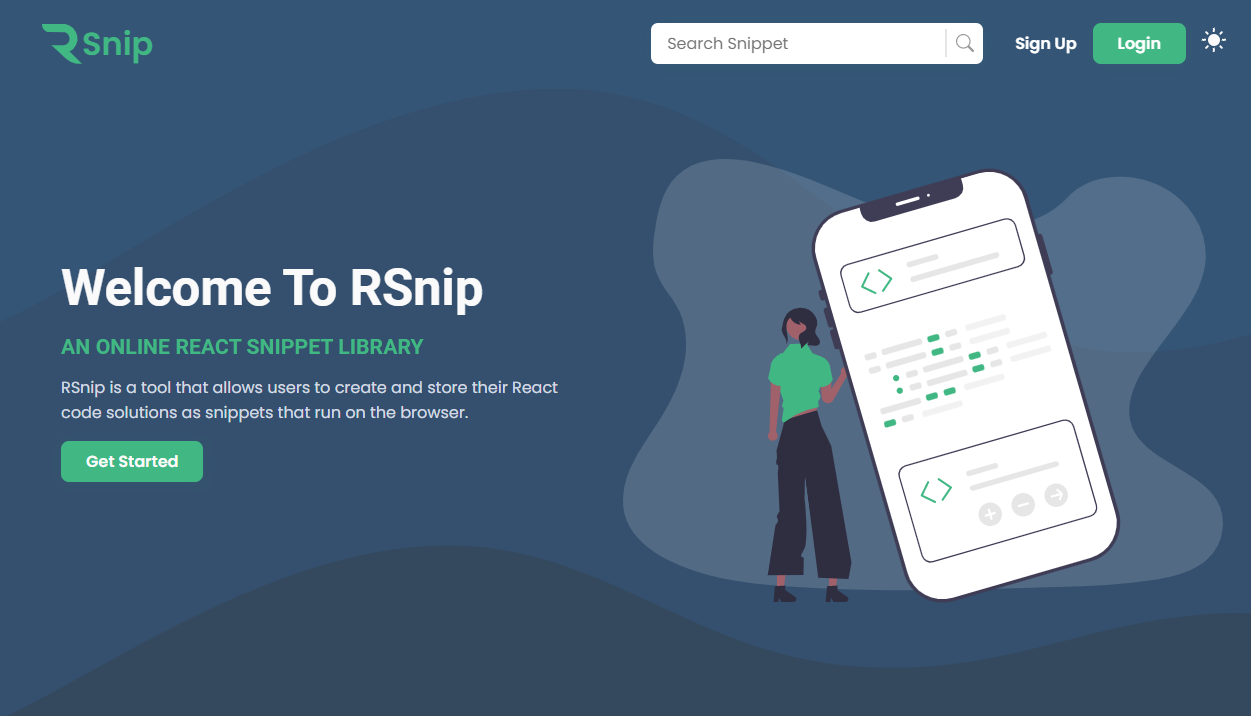 RSnip
Search Snippet
Sign Up
Login
Welcome To RSnip
AN ONLINE REACT SNIPPET LIBRARY
RSnip is a tool that allows users to create and store their React
code solutions as snippets that run on the browser.
Get Started